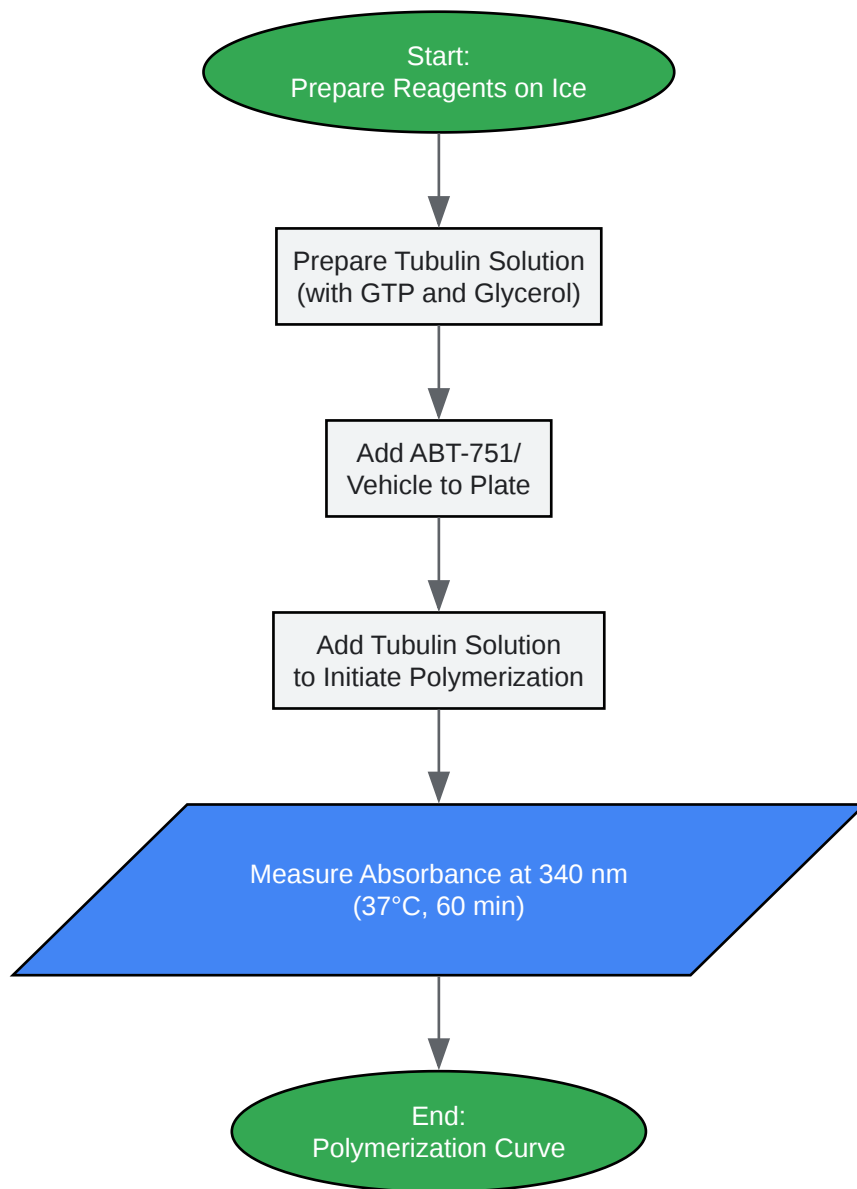 Start:
Prepare Reagents on Ice
Prepare Tubulin Solution
(with GTP and Glycerol)
Add ABT-751/
Vehicle to Plate
Add Tubulin Solution
to Initiate Polymerization
Measure Absorbance at 340 nm
(37°C, 60 min)
End:
Polymerization Curve